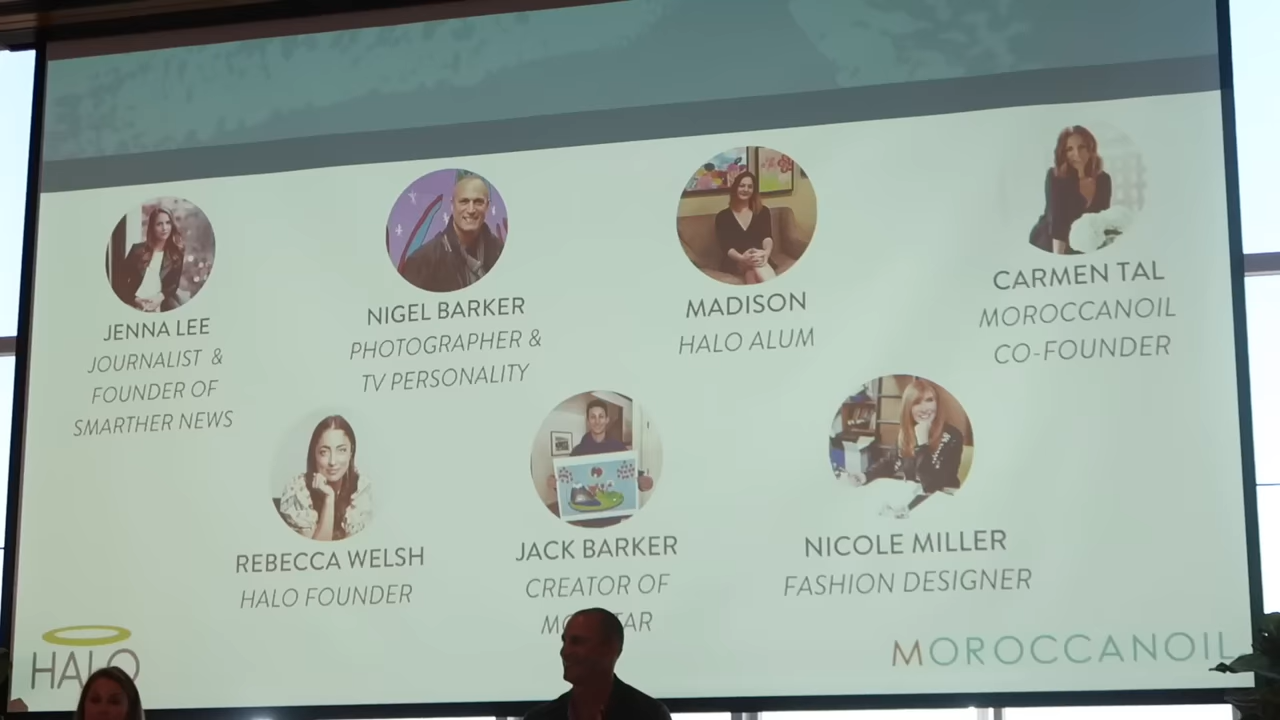 JENNA LEE
JOURNALIST &
FOUNDER OF
SMARTHER NEWS
NIGEL BARKER
PHOTOGRAPHER &
TV PERSONALITY
MADISON
HALO ALUM
CARMEN TAL
MOROCCANOIL
CO-FOUNDER
REBECCA WELSH
HALO FOUNDER
JACK BARKER
CREATOR OF
NICOLE MILLER
FASHION DESIGNER
HALO
MOROCCANOIL